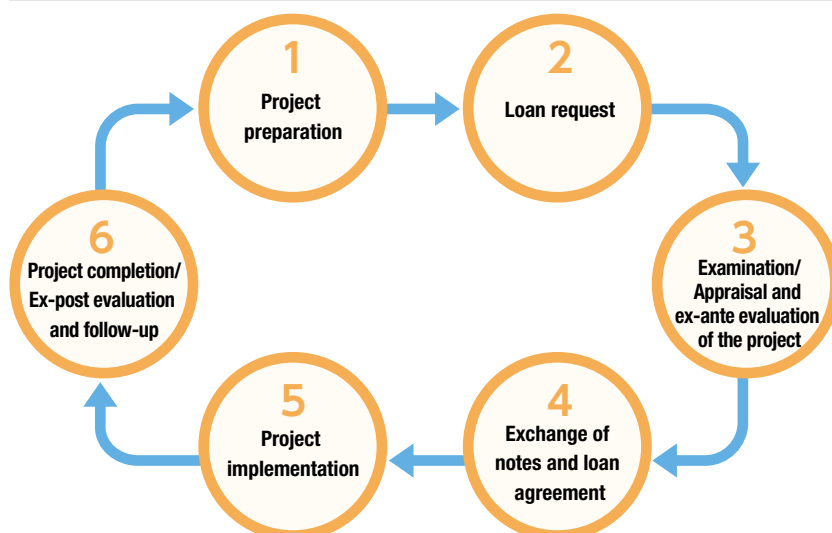 1
Project
preparation
2
Loan request
3
Examination/
Appraisal and
ex-ante evaluation
of the project
4
Exchange of
notes and loan
agreement
5
Project
implementation
6
Project completion/
Ex-post evaluation
and follow-up